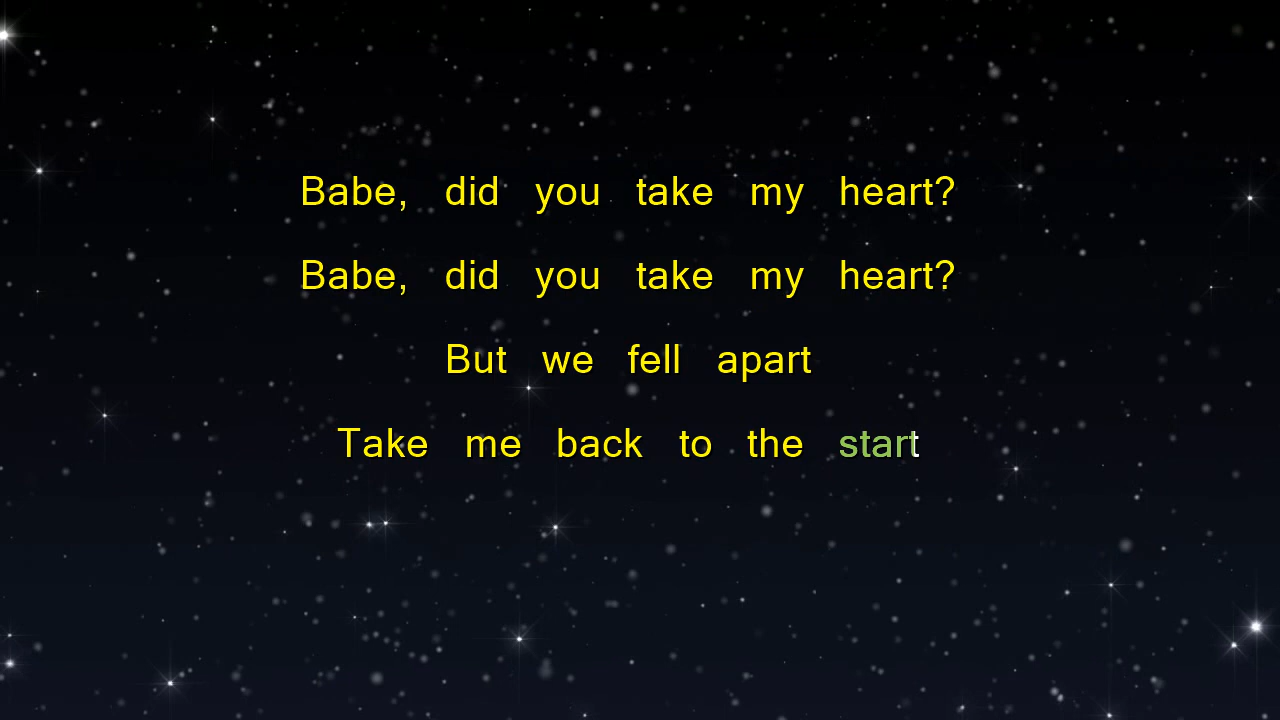 Babe, did you take my heart?
Babe, did you take my heart?
But we fell apart
Take me back to the start